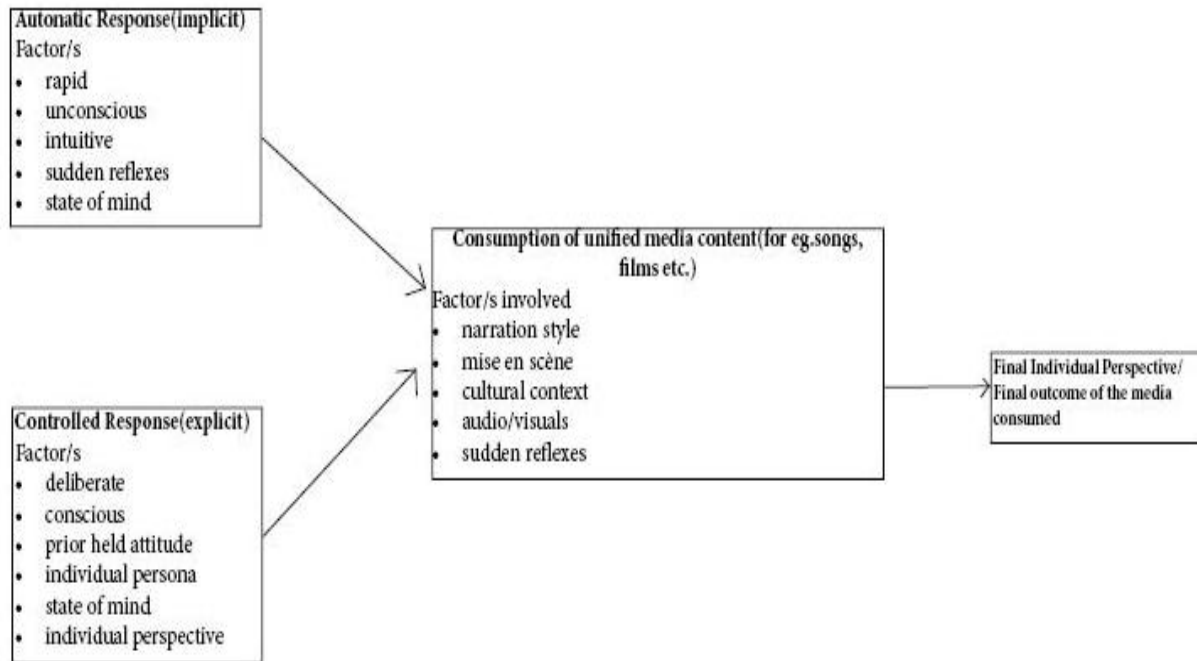 Autonatic Response(implicit)
Factor/s
• rapid
• unconscious
• intuitive
• sudden reflexes
• state of mind
Consumption of unified media content(for eg.songs,
films etc.)
Factor/s involved
• narration style
• mise en scène
• cultural context
• audio/visuals
• sudden reflexes
Final Individual Perspective/
Final outcome of the media
consumed
Controlled Response(explicit)
Factor/s
• deliberate
• conscious
• prior held attitude
• individual persona
• state of mind
• individual perspective